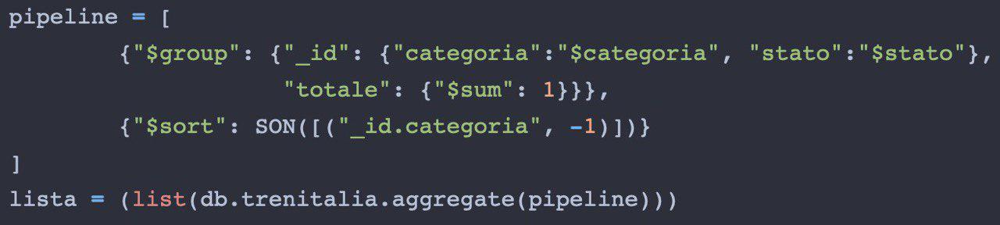 pipeline = [
        {"$group": {"_id": {"categoria":"$categoria", "stato":"$stato"},
                    "totale": {"$sum": 1}}},
        {"$sort": SON([("_id.categoria", -1)])}
]
lista = (list(db.trenitalia.aggregate(pipeline)))